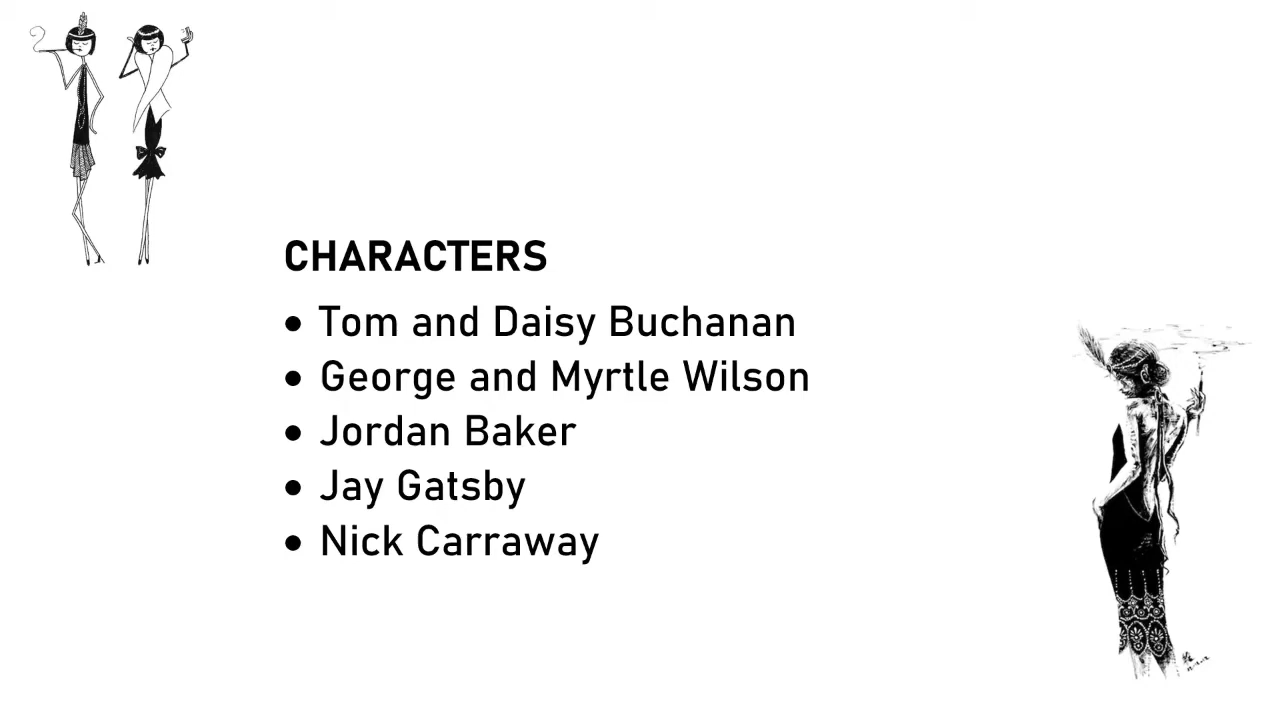 CHARACTERS
• Tom and Daisy Buchanan
• George and Myrtle Wilson
• Jordan Baker
• Jay Gatsby
• Nick Carraway